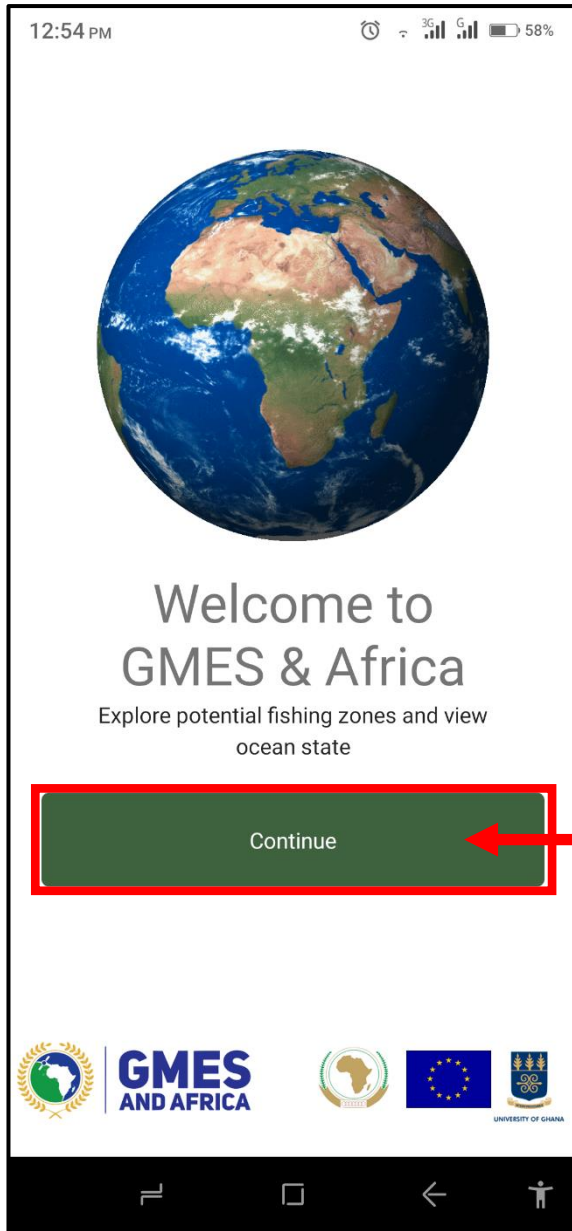 12:54 PM 3G G 58%
Welcome to
GMES & Africa
Explore potential fishing zones and view
ocean state
Continue
GMES
AND AFRICA
UNIVERSITY OF GHANA